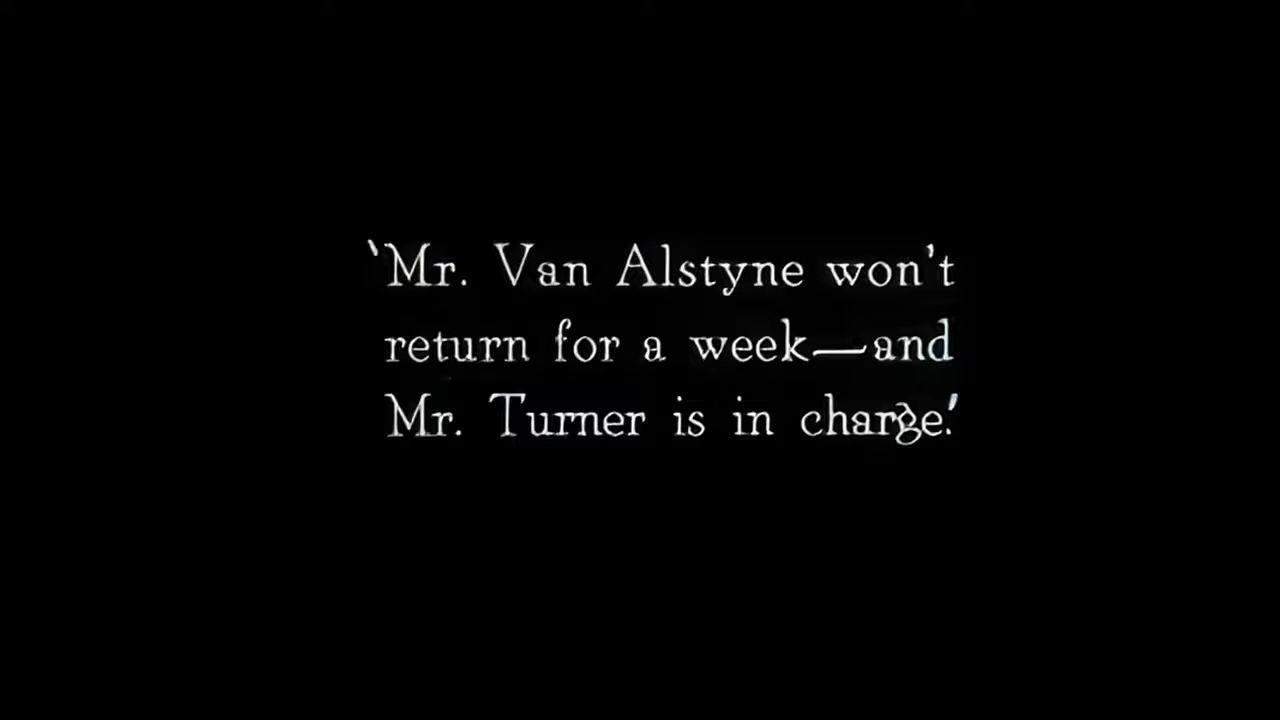 'Mr. Van Alstyne won't
return for a week—and
Mr. Turner is in charge.'